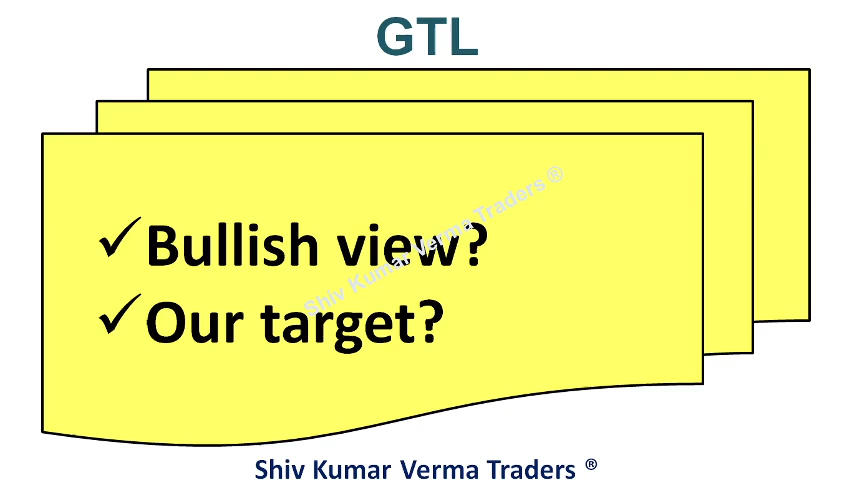 GTL
✓Bullish view?
✓Our target?
Shiv Kumar Verma Traders ®
Shiv Kumar Verma Traders ®